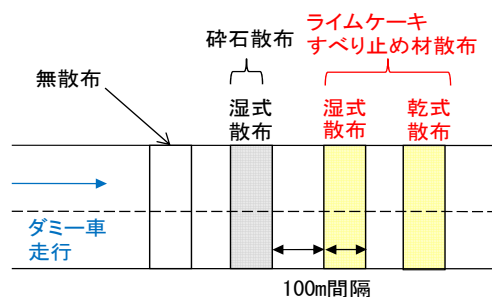 ライムケーキ
すべり止め材散布
砕石散布
無散布
湿式
散布
湿式
散布
乾式
散布
ダミー車
走行
100m間隔